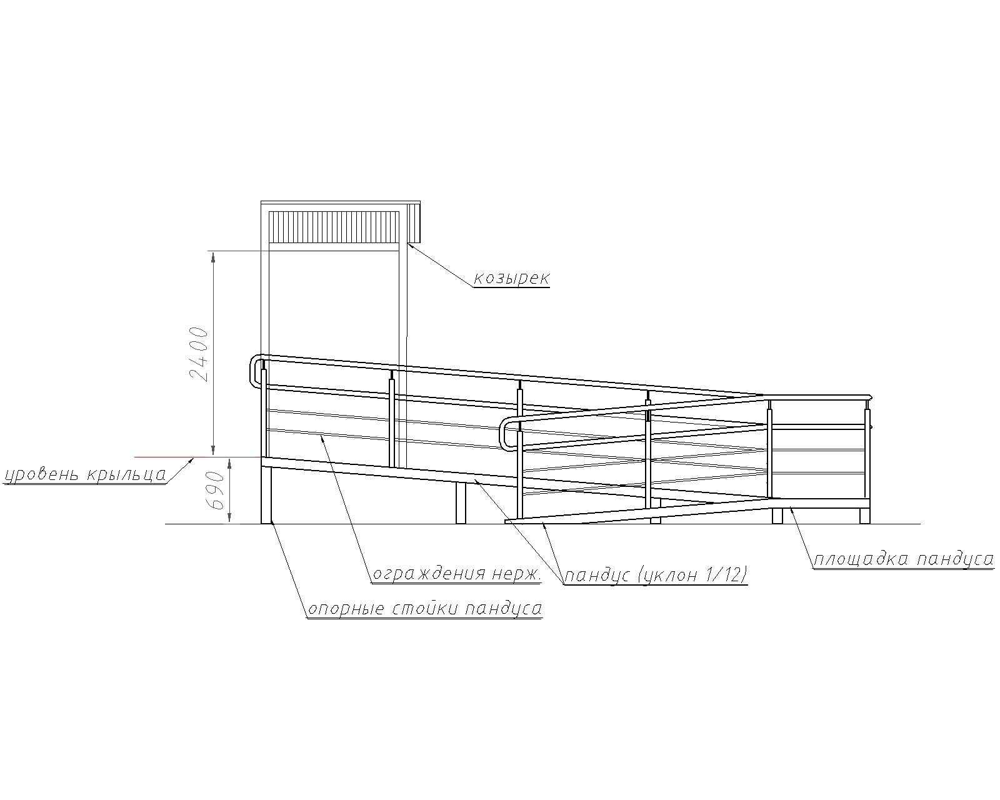 козырек
2400
уровень крыльца
690
площадка пандуса
ограждения нерж.
пандус (уклон 1/12)
опорные стойки пандуса